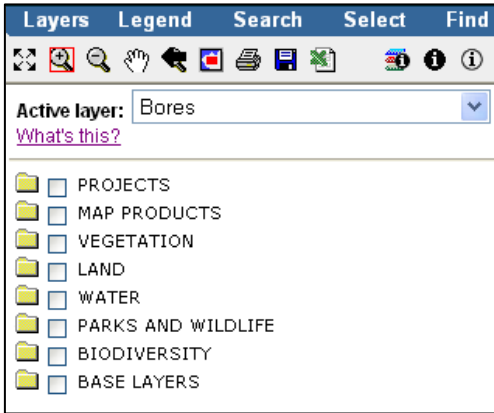 Layers Legend Search Select Find
Active layer: Bores
What's this?
PROJECTS
MAP PRODUCTS
VEGETATION
LAND
WATER
PARKS AND WILDLIFE
BIODIVERSITY
BASE LAYERS